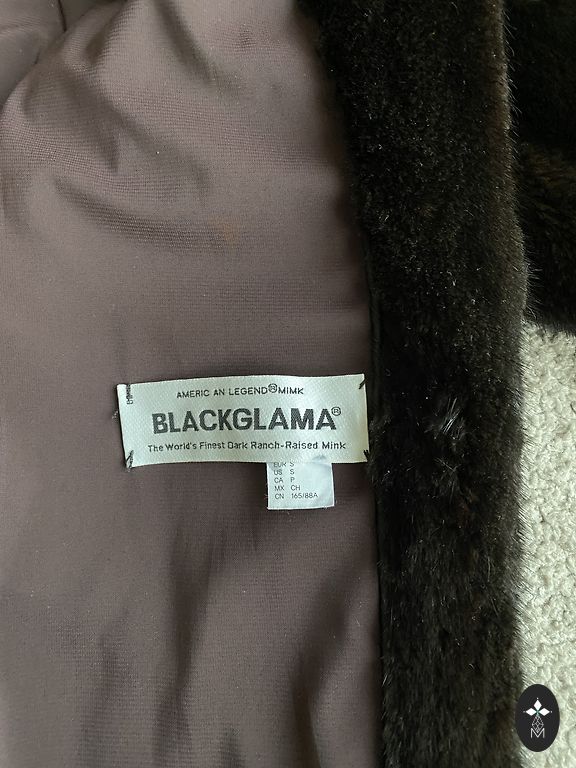 AMERIC AN LEGEND®MIMK
BLACKGLAMA®
The World's Finest Dark Ranch-Raised Mink
EUR S
US S
CA P
MX CH
CN 165/88A
M